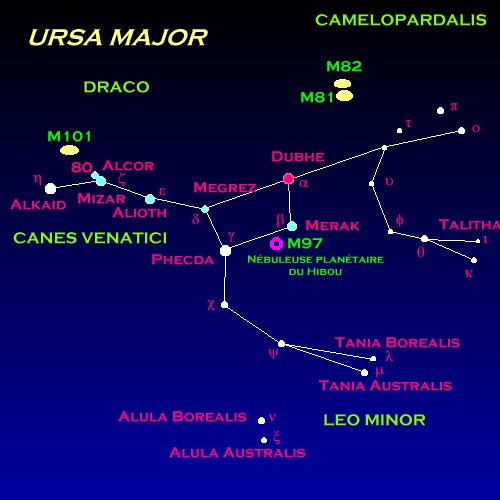 CAMELOPARDALIS
URSA MAJOR
M82
DRACO
M81
π
τ
ο
M101
80 Alcor
Dubhe
η
ζ
α
υ
Mizar
ε
Megrez
Alkaid
Alioth
δ
β
Merak
φ
Talitha
CANES VENATICI
γ
M97
θ
ι
Phecda
Nébuleuse planétaire
du Hibou
κ
χ
Tania Borealis
ψ
λ
μ
Tania Australis
Alula Borealis
ν
LEO MINOR
ξ
Alula Australis